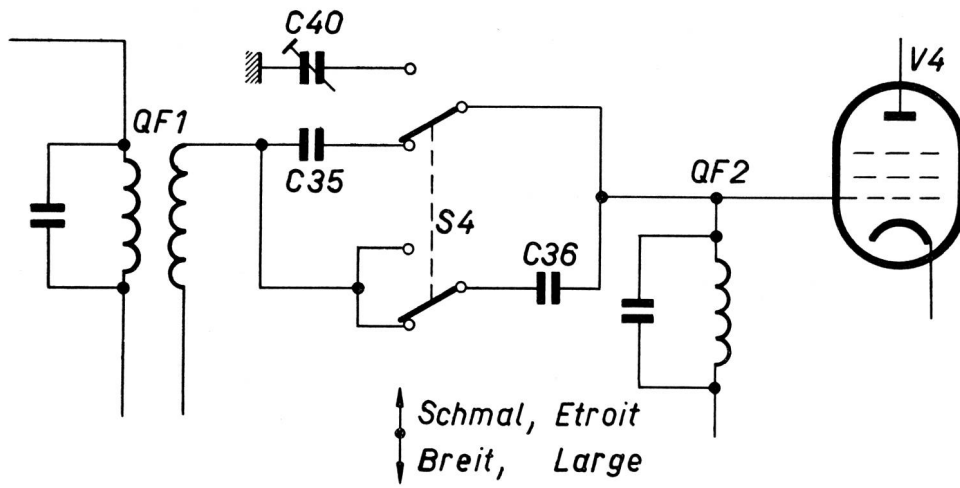 C40
V4
QF1
C35
QF2
S4
C36
Schmal, Etroit
Breit, Large